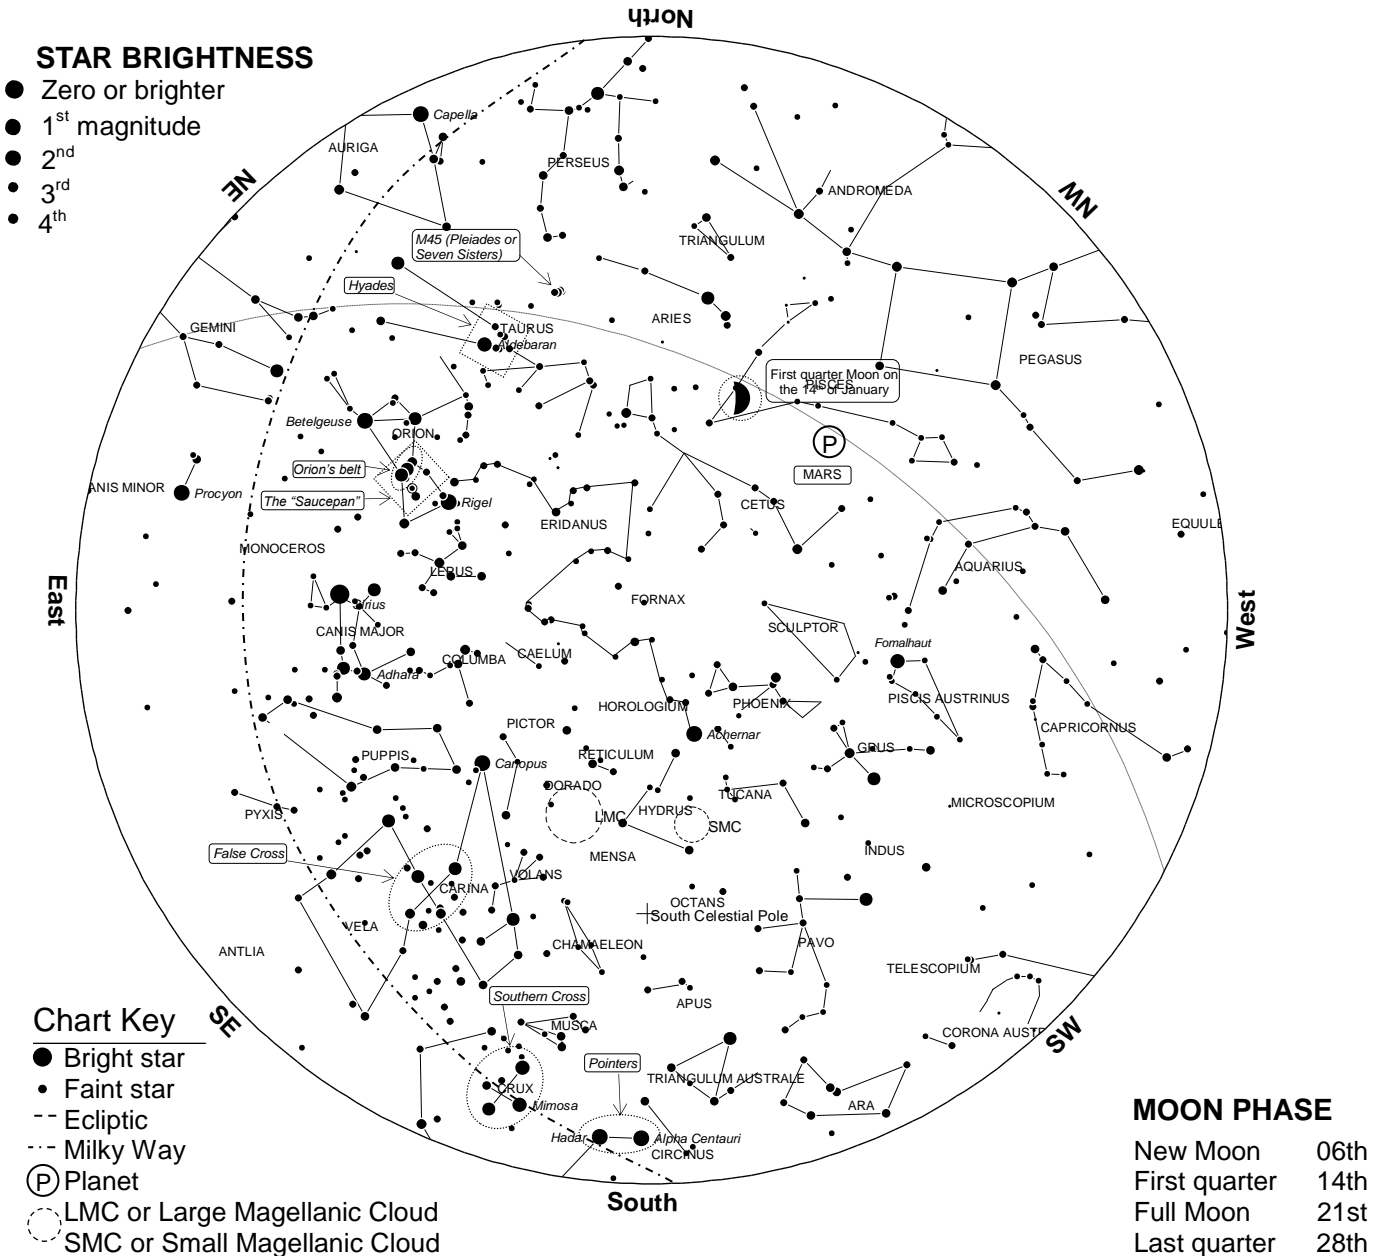 North
STAR BRIGHTNESS
Zero or brighter
1st magnitude
2nd
3rd
4th
NE
NW
Capella
AURIGA
PERSEUS
ANDROMEDA
M45 (Pleiades or
Seven Sisters)
TRIANGULUM
Hyades
GEMINI
TAURUS
ARIES
Aldebaran
PEGASUS
First quarter Moon on
the 14th of January
PISCES
Betelgeuse
ORION
P
Orion's belt
MARS
ANIS MINOR
Procyon
The "Saucepan"
Rigel
CETUS
ERIDANUS
EQUULE
MONOCEROS
LEPUS
AQUARIUS
East
West
Sirius
FORNAX
CANIS MAJOR
SCULPTOR
Fomalhaut
COLUMBA
CAELUM
Adhara
PISCIS AUSTRINUS
HOROLOGIUM
PHOENIX
PICTOR
CAPRICORNUS
Achernar
PUPPIS
RETICULUM
GRUS
Canopus
DORADO
TUCANA
MICROSCOPIUM
PYXIS
LMC
HYDRUS
SMC
False Cross
MENSA
INDUS
VOLANS
CARINA
OCTANS
South Celestial Pole
VELA
ANTLIA
CHAMAELEON
PAVO
TELESCOPIUM
Southern Cross
APUS
SE
MUSCA
CORONA AUSTR
SW
Pointers
TRIANGULUM AUSTRALE
CRUX
Mimosa
ARA
Hadar
Alpha Centauri
CIRCINUS
South
Chart Key
Bright star
Faint star
Ecliptic
Milky Way
P Planet
LMC or Large Magellanic Cloud
SMC or Small Magellanic Cloud
MOON PHASE
New Moon 06th
First quarter 14th
Full Moon 21st
Last quarter 28th